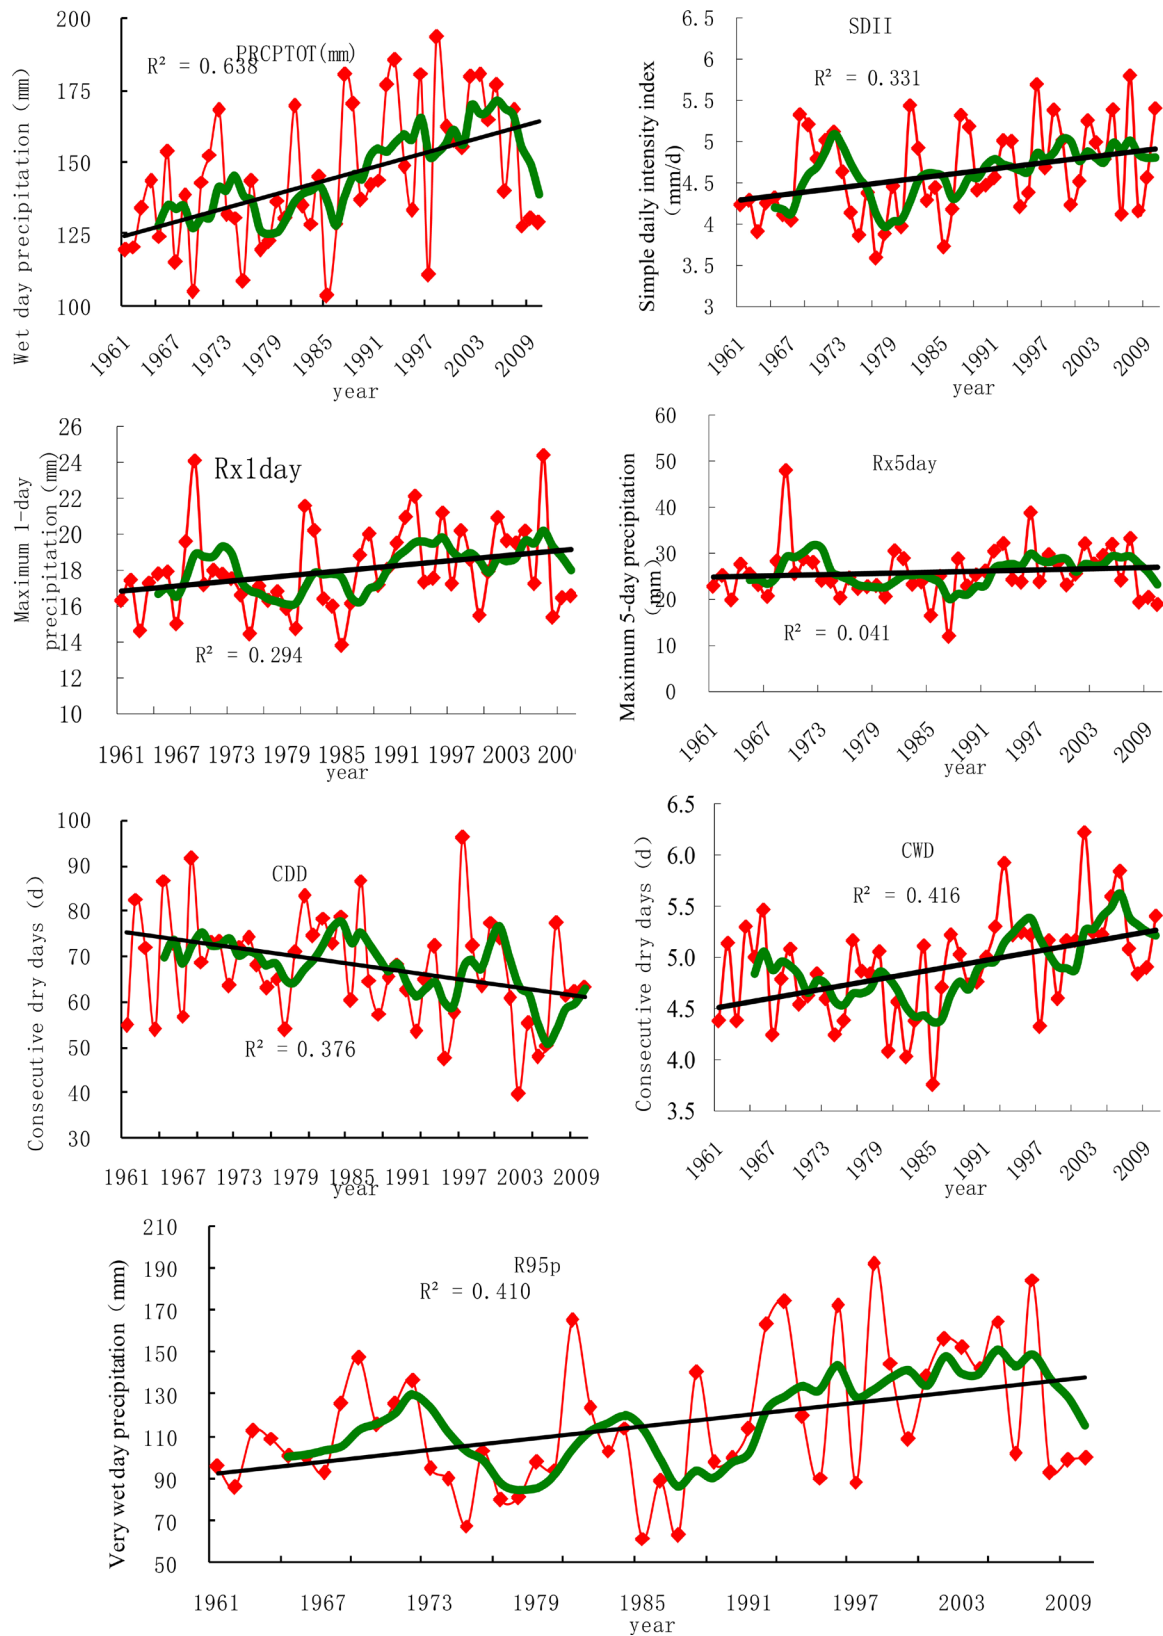 Wet day precipitation (mm)
200
175
150
125
100
PRCPTOT(mm)
R² = 0.638
1961 1967 1973 1979 1985 1991 1997 2003 2009
year
Simple daily intensity index
(mm/d)
6.5
6
5.5
5
4.5
4
3.5
3
SDII
R² = 0.331
1961 1967 1973 1979 1985 1991 1997 2003 2009
year
Maximum 1-day
precipitation(mm)
26
24
22
20
18
16
14
12
10
Rx1day
R² = 0.294
1961 1967 1973 1979 1985 1991 1997 2003 200
year
Maximum 5-day precipitation
(mm)
60
50
40
30
20
10
0
Rx5day
R² = 0.041
1961 1967 1973 1979 1985 1991 1997 2003 2009
year
Consecutive dry days (d)
100
90
80
70
60
50
40
30
CDD
R² = 0.376
1961 1967 1973 1979 1985 1991 1997 2003 2009
year
Consecutive dry days (d)
6.5
6.0
5.5
5.0
4.5
4.0
3.5
CWD
R² = 0.416
1961 1967 1973 1979 1985 1991 1997 2003 2009
year
Very wet day precipitation (mm)
210
190
170
150
130
110
90
70
50
R95p
R² = 0.410
1961 1967 1973 1979 1985 1991 1997 2003 2009
year